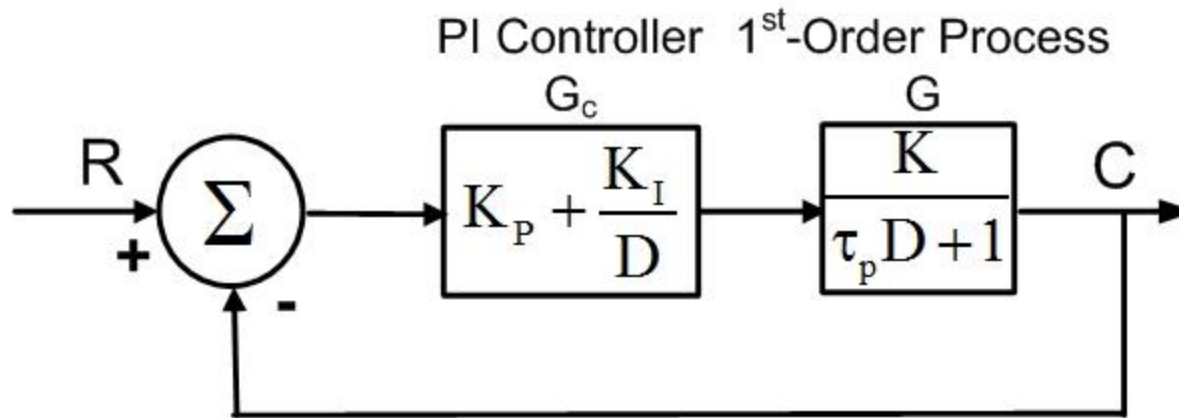 PI Controller 1st-Order Process
Gc G
R + Σ - KP + KI/D K/τpD+1 C